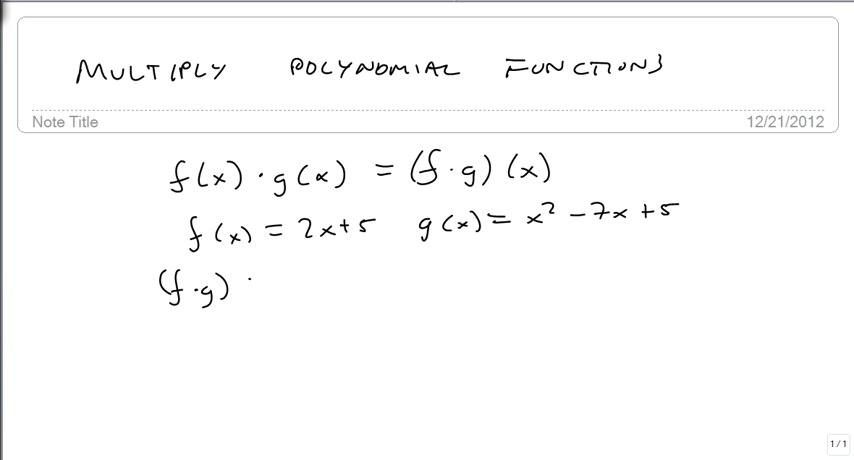 MULTIPLY POLYNOMIAL FUNCTIONS
Note Title 12/21/2012
f(x) · g(x) = (f · g)(x)
f(x) = 2x+5 g(x) = x² - 7x + 5
(f · g) ·
1 / 1